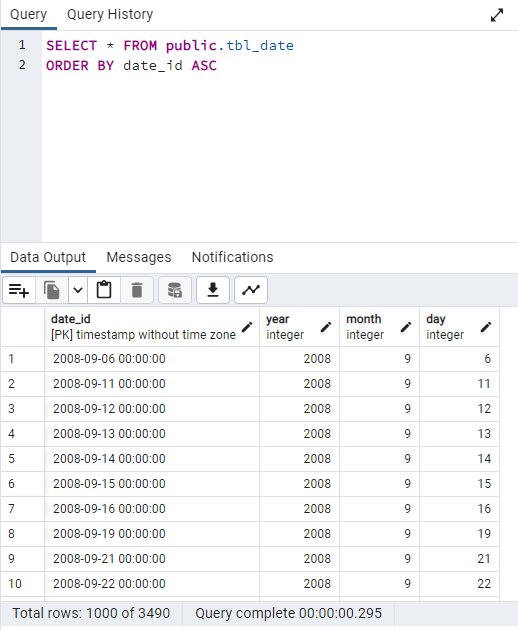 Query Query History
1 SELECT * FROM public.tbl_date
2 ORDER BY date_id ASC
Data Output Messages Notifications
date_id year month day
[PK] timestamp without time zone integer integer integer
1 2008-09-06 00:00:00 2008 9 6
2 2008-09-11 00:00:00 2008 9 11
3 2008-09-12 00:00:00 2008 9 12
4 2008-09-13 00:00:00 2008 9 13
5 2008-09-14 00:00:00 2008 9 14
6 2008-09-15 00:00:00 2008 9 15
7 2008-09-16 00:00:00 2008 9 16
8 2008-09-19 00:00:00 2008 9 19
9 2008-09-21 00:00:00 2008 9 21
10 2008-09-22 00:00:00 2008 9 22
Total rows: 1000 of 3490 Query complete 00:00:00.295